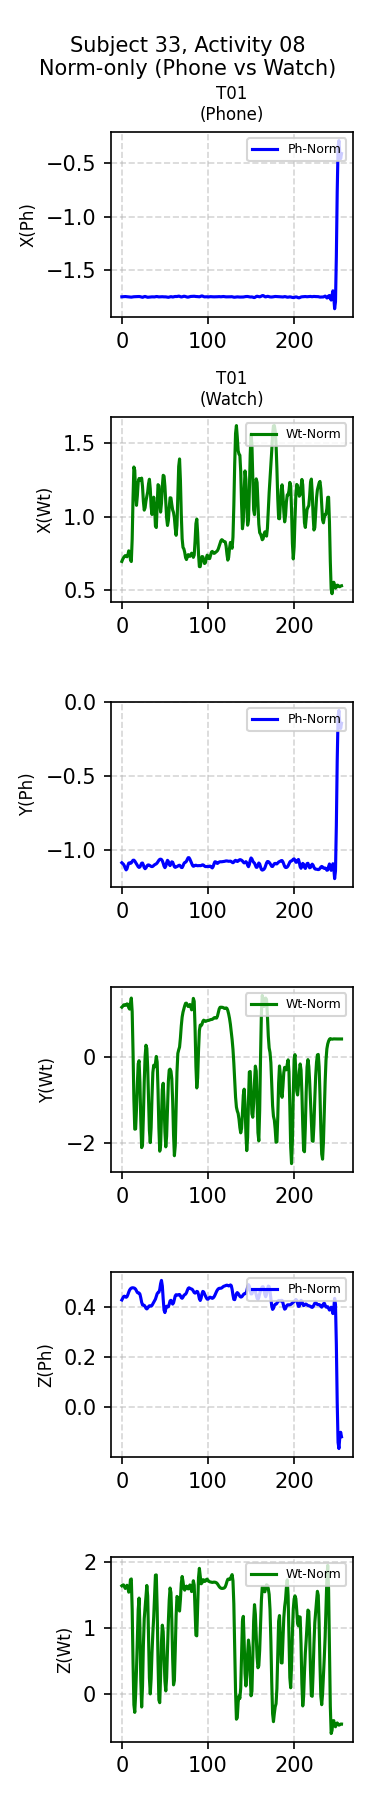 Subject 33, Activity 08
Norm-only (Phone vs Watch)
T01
(Phone)
Ph-Norm
X(Ph)
−0.5
−1.0
−1.5
0 100 200
T01
(Watch)
Wt-Norm
X(Wt)
1.5
1.0
0.5
0 100 200
Ph-Norm
Y(Ph)
0.0
−0.5
−1.0
0 100 200
Wt-Norm
Y(Wt)
0
−2
0 100 200
Ph-Norm
Z(Ph)
0.4
0.2
0.0
0 100 200
Wt-Norm
Z(Wt)
2
1
0
0 100 200